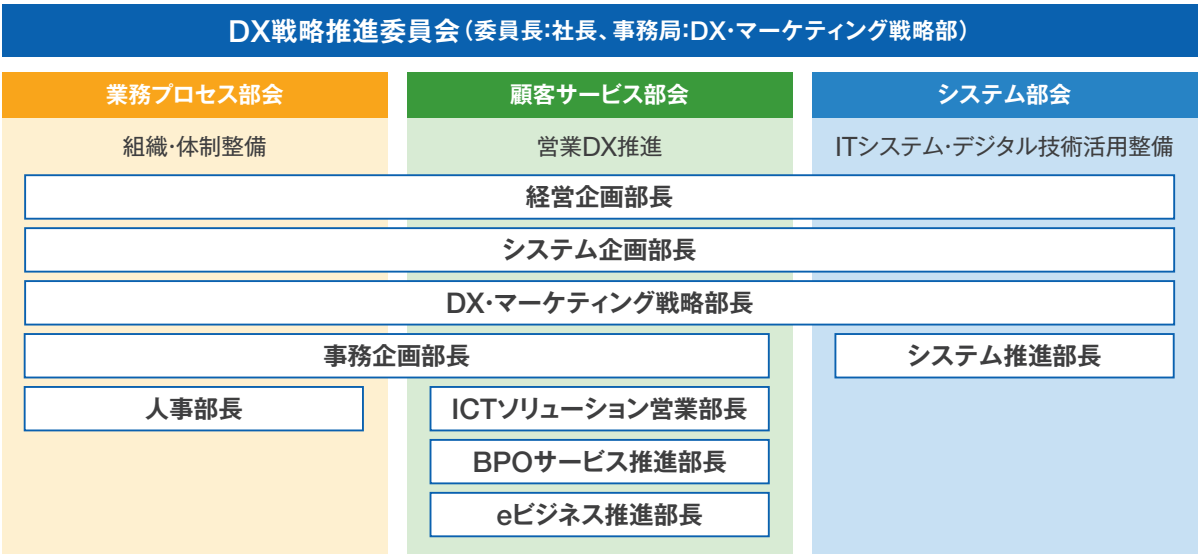 DX戦略推進委員会（委員長:社長、事務局:DX・マーケティング戦略部）
業務プロセス部会
顧客サービス部会
システム部会
組織・体制整備
営業DX推進
ITシステム・デジタル技術活用整備
経営企画部長
システム企画部長
DX・マーケティング戦略部長
事務企画部長
システム推進部長
人事部長
ICTソリューション営業部長
BPOサービス推進部長
eビジネス推進部長